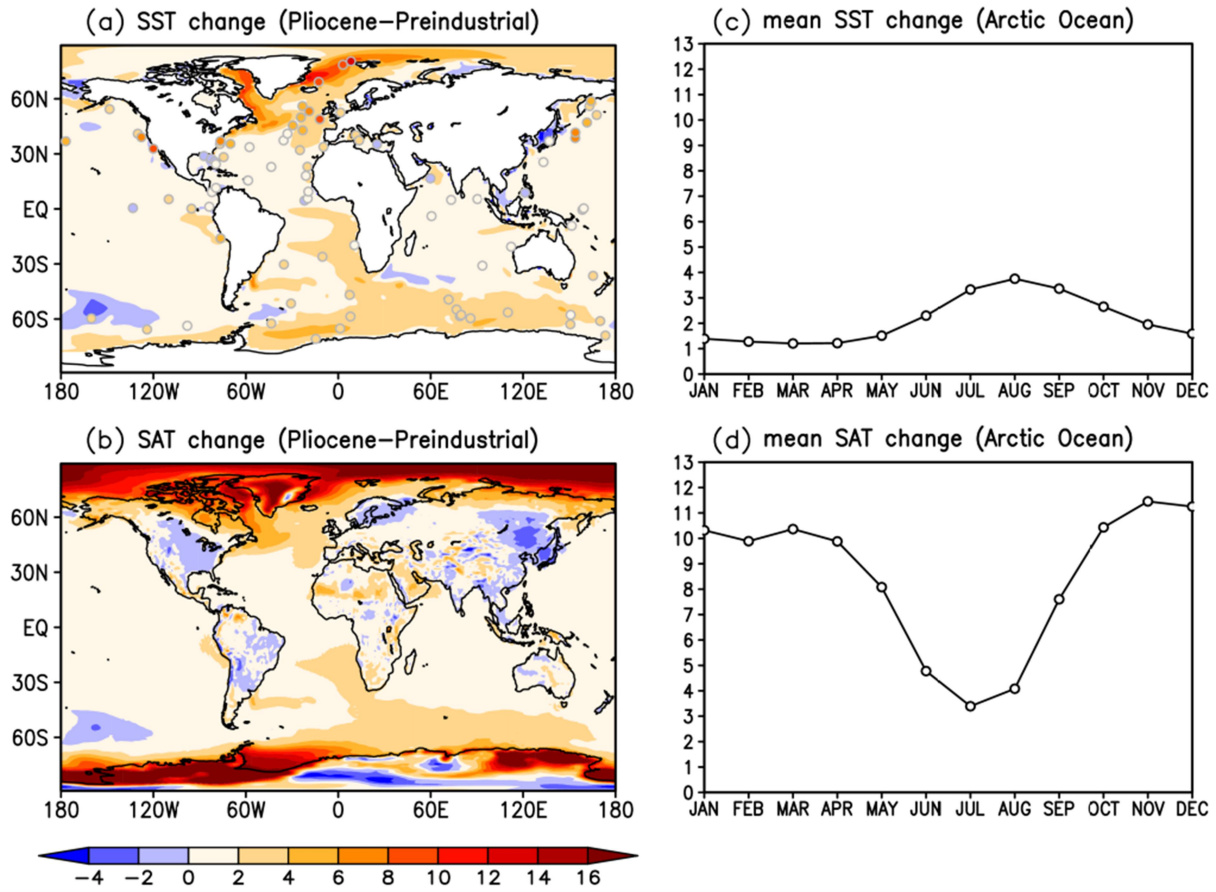 (a) SST change (Pliocene−Preindustrial)
60N
30N
EQ
30S
60S
180 120W 60W 0 60E 120E 180
(b) SAT change (Pliocene−Preindustrial)
60N
30N
EQ
30S
60S
180 120W 60W 0 60E 120E 180
−4 −2 0 2 4 6 8 10 12 14 16
(c) mean SST change (Arctic Ocean)
13
12
11
10
9
8
7
6
5
4
3
2
1
0
JAN FEB MAR APR MAY JUN JUL AUG SEP OCT NOV DEC
(d) mean SAT change (Arctic Ocean)
13
12
11
10
9
8
7
6
5
4
3
2
1
0
JAN FEB MAR APR MAY JUN JUL AUG SEP OCT NOV DEC